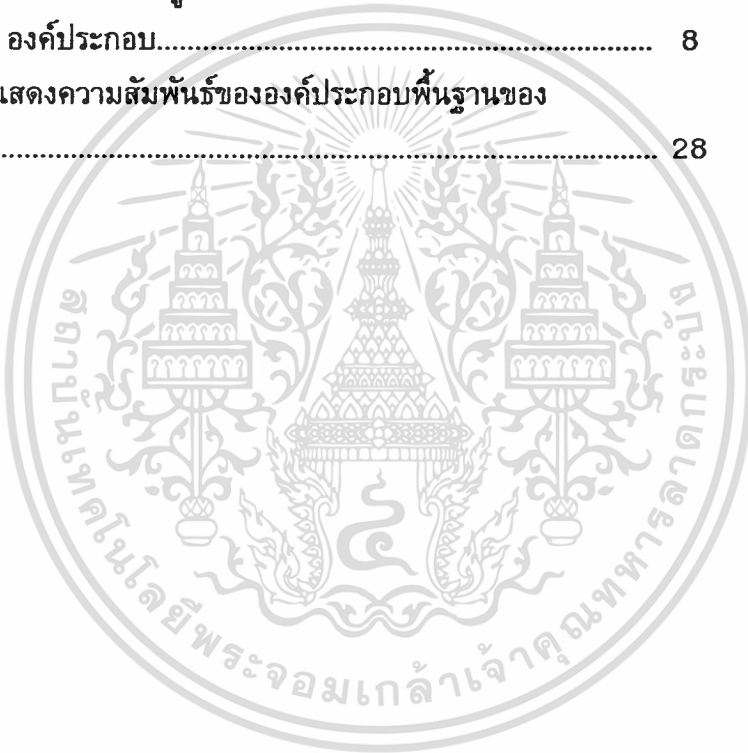 องค์ประกอบ.................................................................. 8
แสดงความสัมพันธ์ขององค์ประกอบพื้นฐานของ
........................................................................................ 28
สถาบันเทคโนโลยีพระจอมเกล้าเจ้าคุณทหารลาดกระบัง
๔